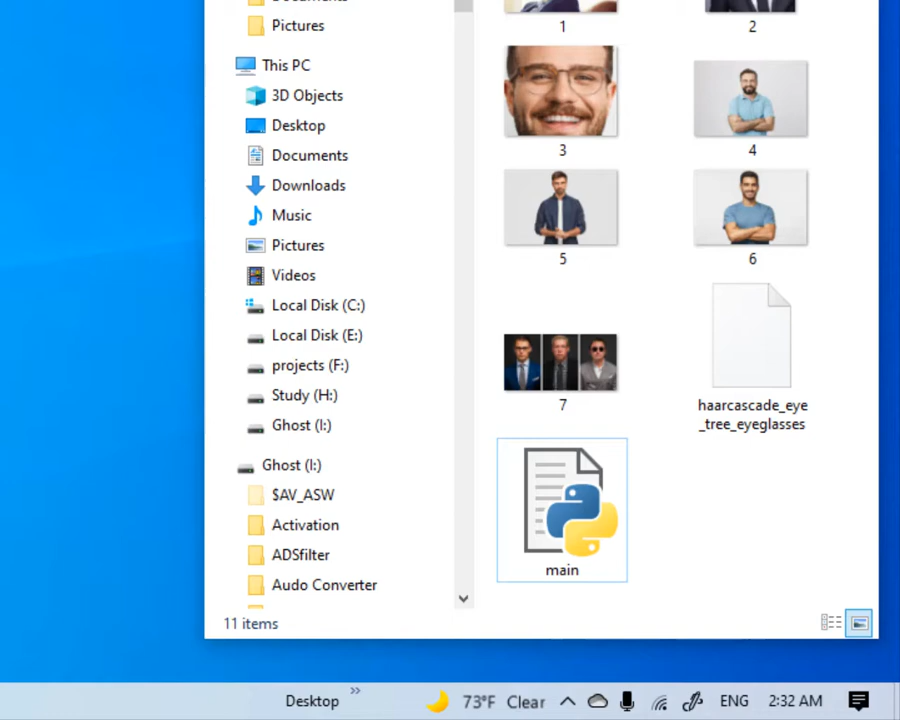 Documents
Pictures
This PC
3D Objects
Desktop
Documents
Downloads
Music
Pictures
Videos
Local Disk (C:)
Local Disk (E:)
projects (F:)
Study (H:)
Ghost (I:)
Ghost (I:)
$AV_ASW
Activation
ADSfilter
Audo Converter
1
2
3
4
5
6
7
haarcascade_eye
_tree_eyeglasses
main
11 items
Desktop
73°F Clear
ENG
2:32 AM